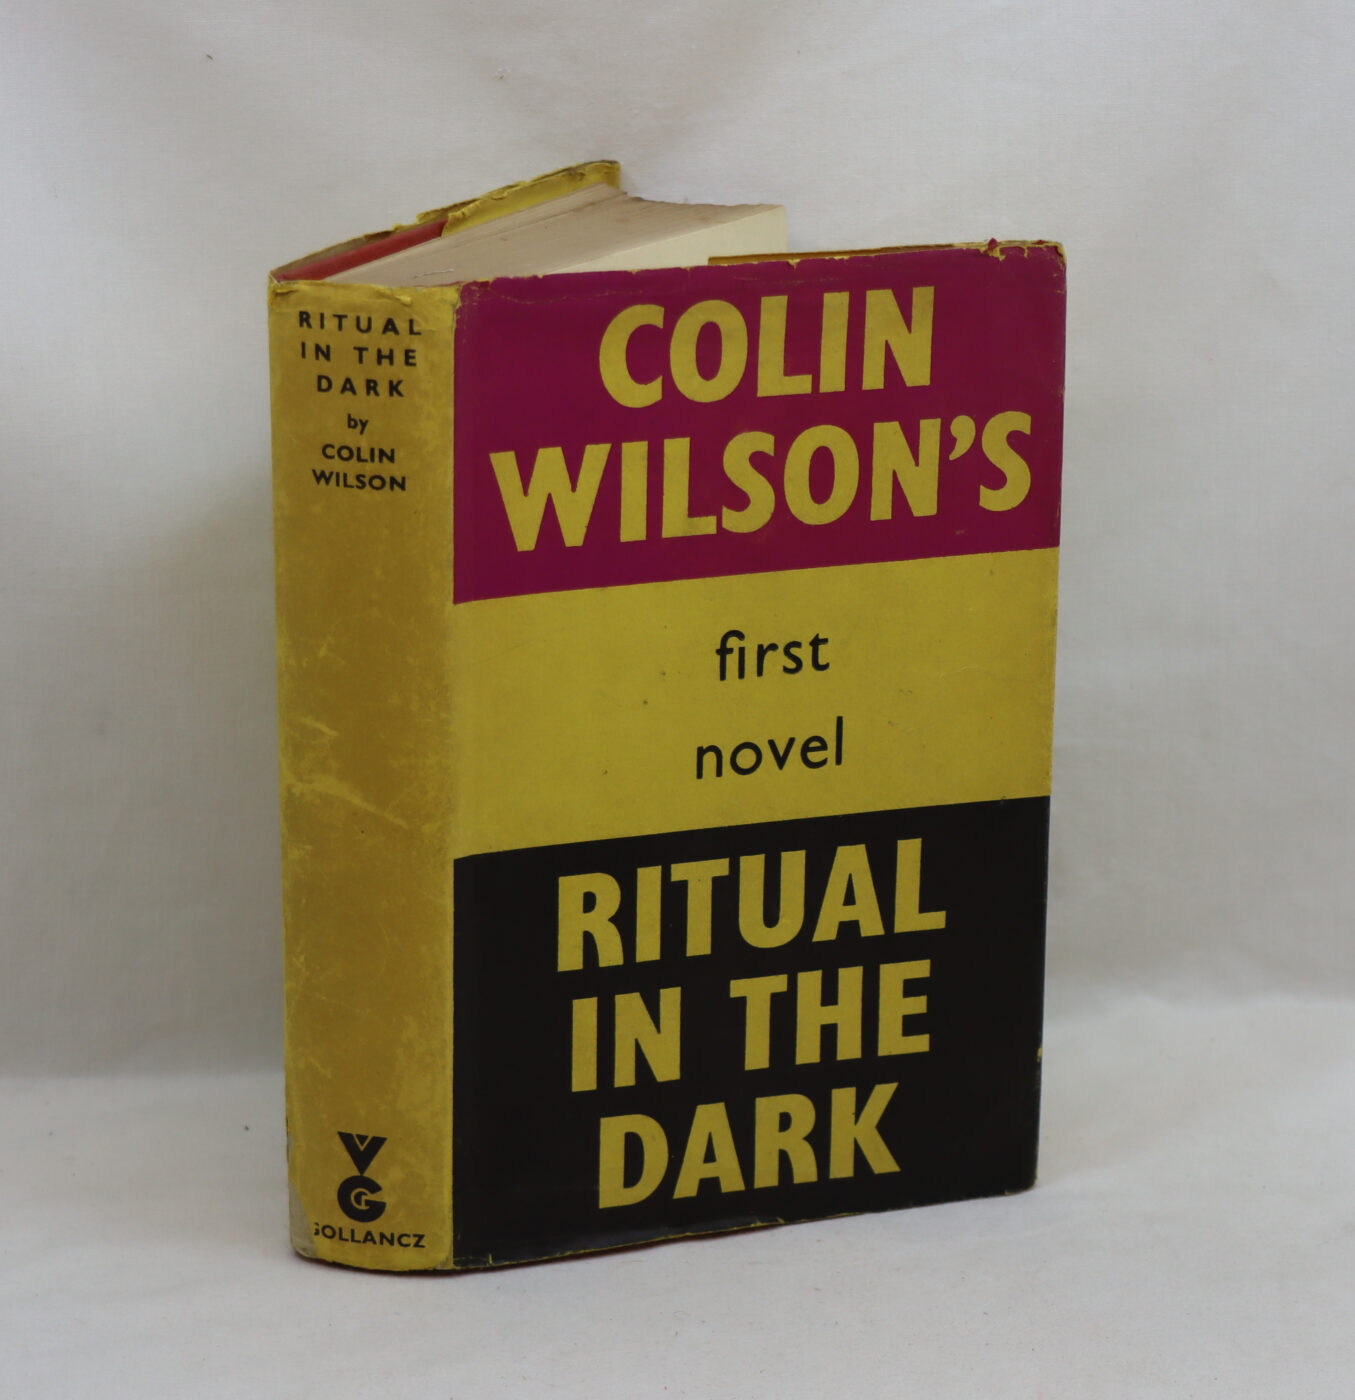 RITUAL
IN THE
DARK
by
COLIN
WILSON
VG
GOLLANCZ
COLIN
WILSON'S
first
novel
RITUAL
IN THE
DARK